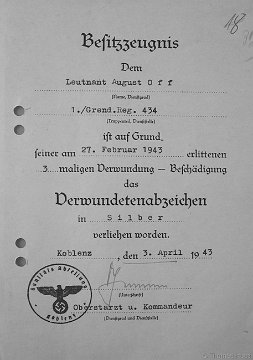 18
Besitzzeugnis
Dem
Leutnant August Off
(Name, Dienstgrad)
1./Grend.Reg. 434
(Truppenteil, Dienststelle)
ist auf Grund
seiner am 27. Februar 1943 erlittenen
3. maligen Verwundung – Beschädigung
das
Verwundetenabzeichen
in Silber
verliehen worden.
Koblenz, den 3. April 1943
Oberstarzt u. Kommandeur
(Dienstgrad und Dienststelle)